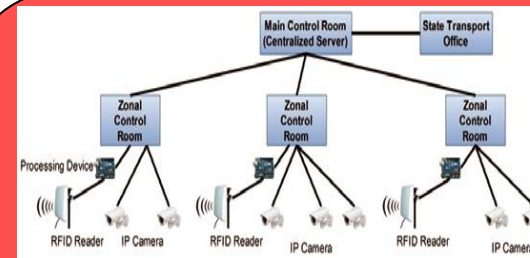 Main Control Room
(Centralized Server)
State Transport
Office
Zonal
Control
Room
Zonal
Control
Room
Zonal
Control
Room
Processing Device
RFID Reader
IP Camera
RFID Reader
IP Camera
RFID Reader
IP Camera